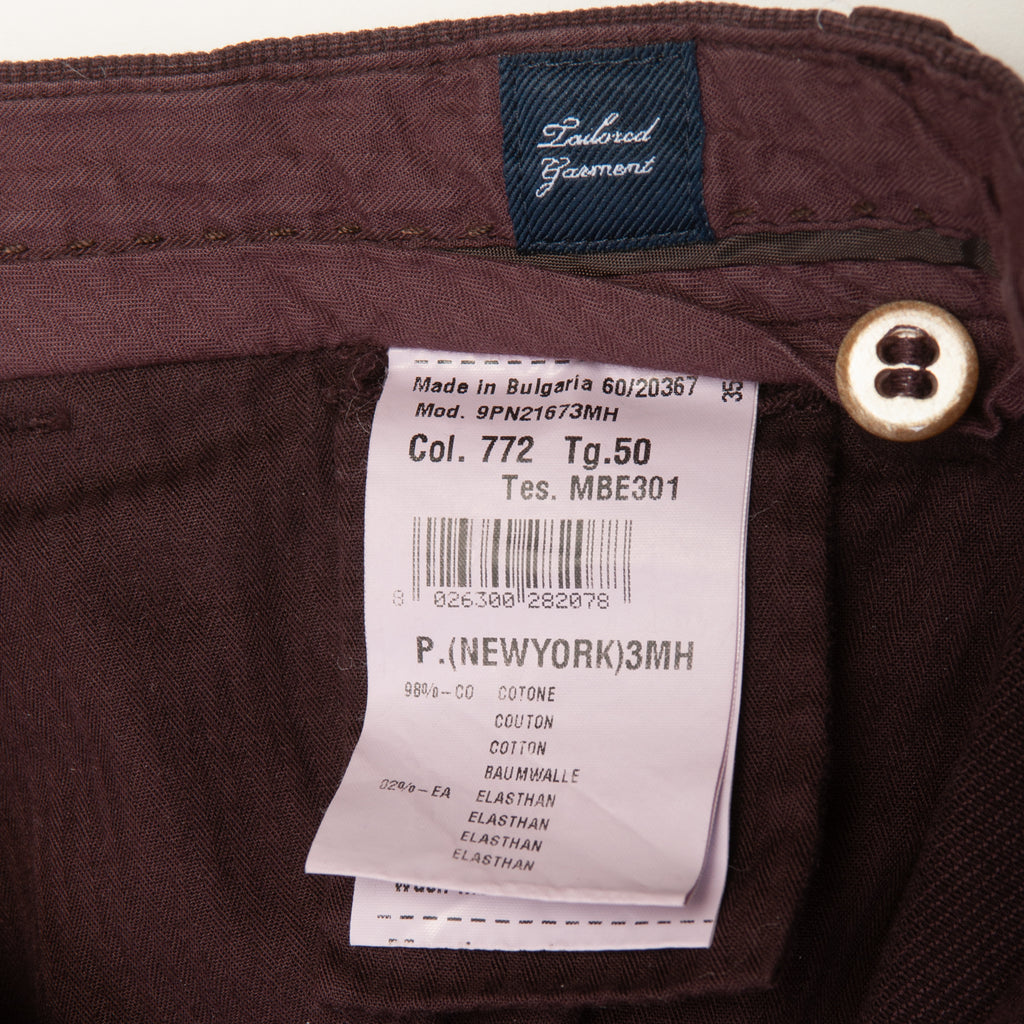 Tailored
Garment
Made in Bulgaria 60/20367
35
Mod. 9PN21673MH
Col. 772 Tg.50
Tes. MBE301
8 026300 282078
P.(NEWYORK)3MH
98%-CO COTONE
COUTON
COTTON
BAUMWALLE
02%-EA ELASTHAN
ELASTHAN
ELASTHAN
ELASTHAN